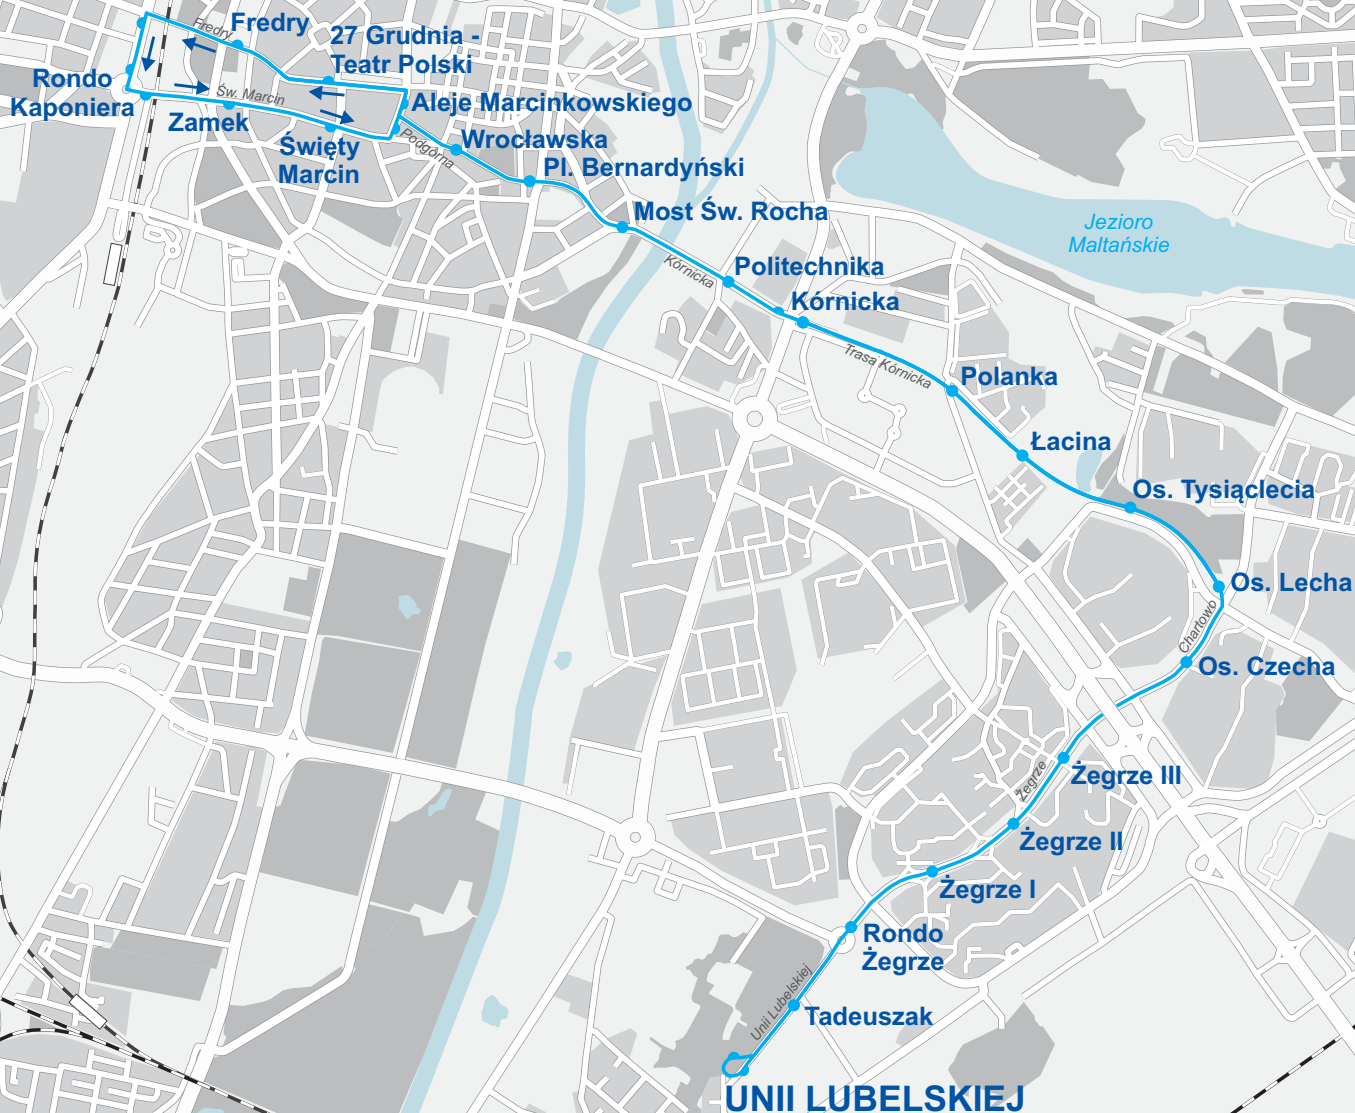 Fredry
Fredry
27 Grudnia -
Teatr Polski
Rondo
Kaponiera
Św. Marcin
Zamek
Aleje Marcinkowskiego
Święty
Marcin
Podgórna
Wrocławska
Pl. Bernardyński
Most Św. Rocha
Jezioro
Maltańskie
Kórnicka
Politechnika
Kórnicka
Trasa Kórnicka
Polanka
Łacina
Os. Tysiąclecia
Os. Lecha
Chartowo
Os. Czecha
Żegrze III
Żegrze
Żegrze II
Żegrze I
Rondo
Żegrze
Unii Lubelskiej
Tadeuszak
UNII LUBELSKIEJ